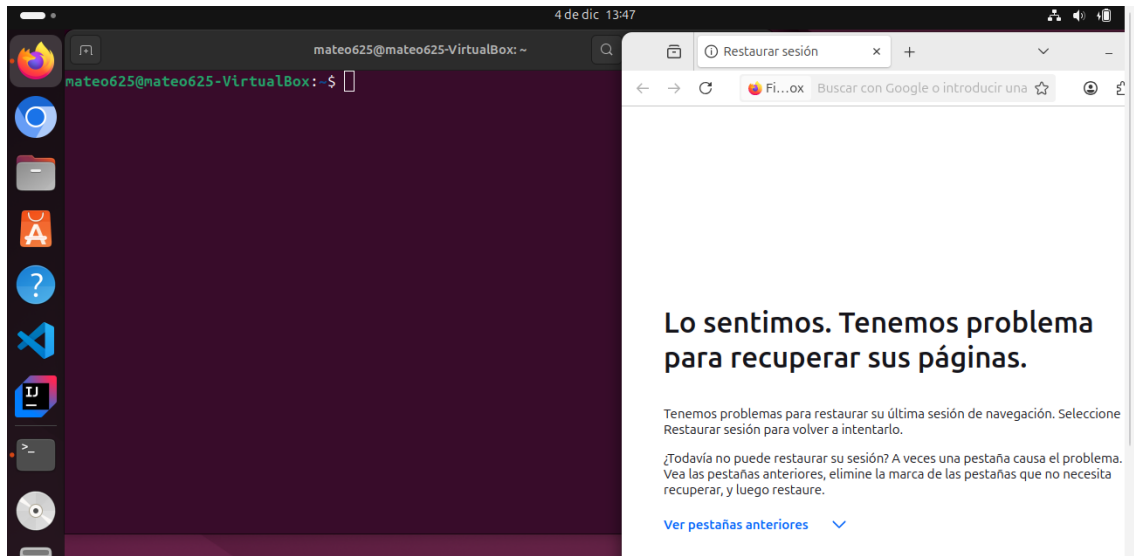 4 de dic 13:47
mateo625@mateo625-VirtualBox: ~
mateo625@mateo625-VirtualBox:~$
Restaurar sesión
Fi…ox Buscar con Google o introducir una
Lo sentimos. Tenemos problema
para recuperar sus páginas.
Tenemos problemas para restaurar su última sesión de navegación. Seleccione
Restaurar sesión para volver a intentarlo.
¿Todavía no puede restaurar su sesión? A veces una pestaña causa el problema.
Vea las pestañas anteriores, elimine la marca de las pestañas que no necesita
recuperar, y luego restaure.
Ver pestañas anteriores
IJ